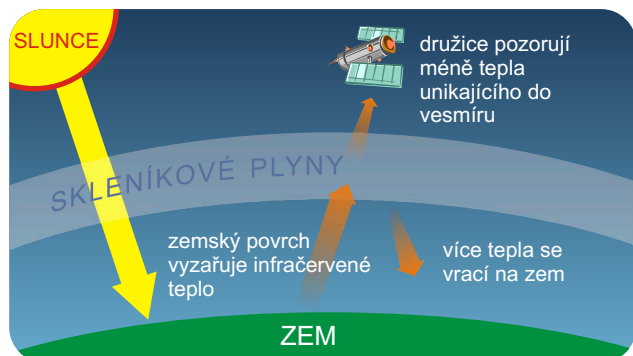 SLUNCE
družice pozorují
méně tepla
unikajícího do
vesmíru
SKLENÍKOVÉ PLYNY
zemský povrch
vyzařuje infračervené
teplo
více tepla se
vrací na zem
ZEM